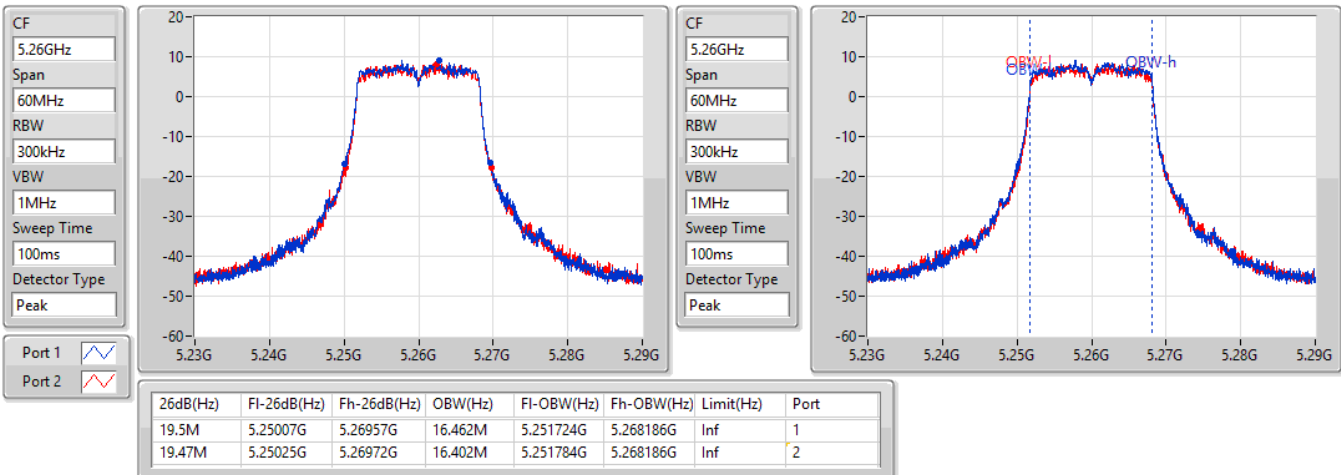 CF
5.26GHz
Span
60MHz
RBW
300kHz
VBW
1MHz
Sweep Time
100ms
Detector Type
Peak
Port 1
Port 2
20
10
0
-10
-20
-30
-40
-50
-60
5.23G 5.24G 5.25G 5.26G 5.27G 5.28G 5.29G
CF
5.26GHz
Span
60MHz
RBW
300kHz
VBW
1MHz
Sweep Time
100ms
Detector Type
Peak
20
10
0
-10
-20
-30
-40
-50
-60
OBW-l
OBW
OBW-h
5.23G 5.24G 5.25G 5.26G 5.27G 5.28G 5.29G
26dB(Hz) Fl-26dB(Hz) Fh-26dB(Hz) OBW(Hz) Fl-OBW(Hz) Fh-OBW(Hz) Limit(Hz) Port
19.5M 5.25007G 5.26957G 16.462M 5.251724G 5.268186G Inf 1
19.47M 5.25025G 5.26972G 16.402M 5.251784G 5.268186G Inf 2